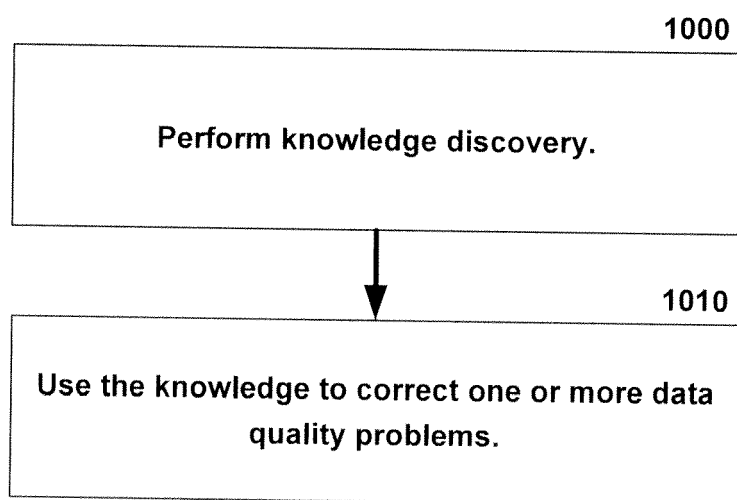 1000
Perform knowledge discovery.
1010
Use the knowledge to correct one or more data
quality problems.